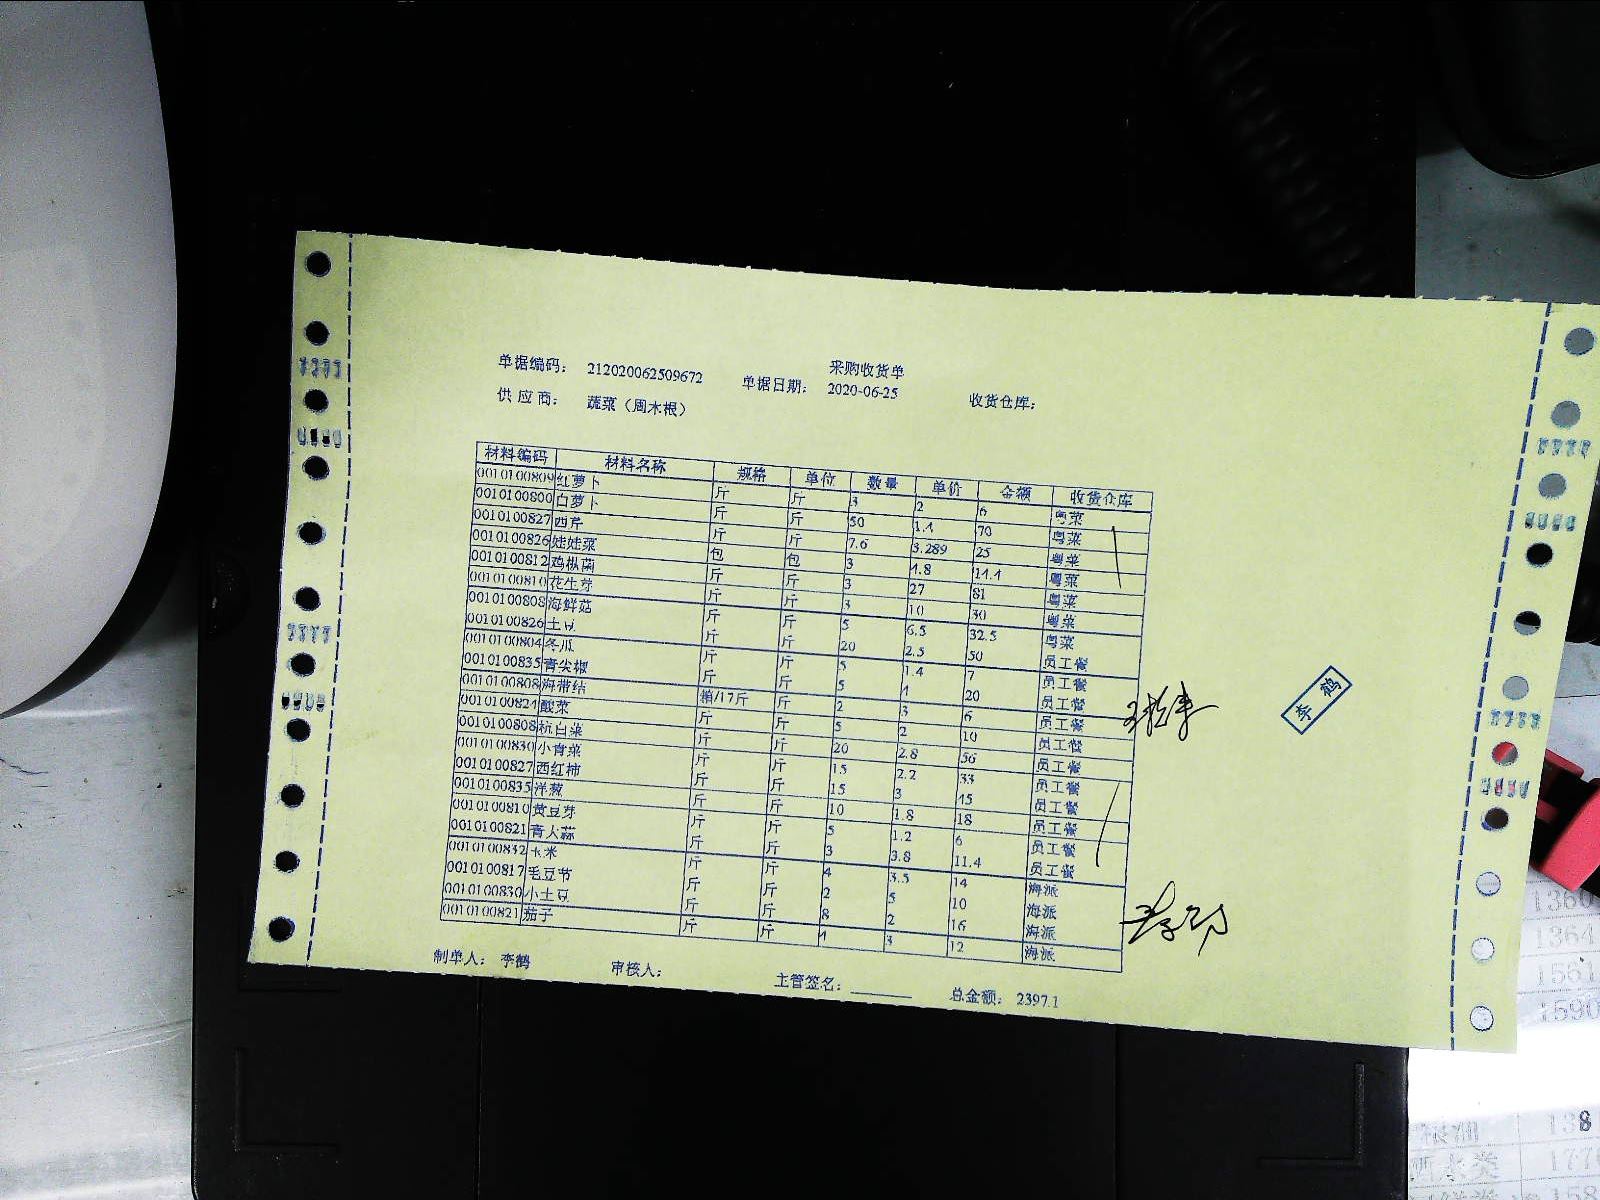 采购收货单
单据编码： 212020062509672 单据日期： 2020-06-25 收货仓库：
供 应 商： 蔬菜（周木根）
材料编码 材料名称 规格 单位 数量 单价 金额 收货仓库
0010100809 红萝卜 斤 斤 3 2 6 粤菜
0010100800 白萝卜 斤 斤 50 1.4 70 粤菜
0010100827 西芹 斤 斤 7.6 3.289 25 粤菜
0010100826 娃娃菜 包 包 3 4.8 14.4 粤菜
0010100812 鸡枞菌 斤 斤 3 27 81 粤菜
0010100810 花生芽 斤 斤 3 10 30 粤菜
0010100808 海鲜菇 斤 斤 5 6.5 32.5 粤菜
0010100826 土豆 斤 斤 20 2.5 50 员工餐
0010100804 冬瓜 斤 斤 5 1.4 7 员工餐
0010100835 青尖椒 斤 斤 5 4 20 员工餐
0010100808 海带结 箱/17斤 斤 2 3 6 员工餐
0010100824 酸菜 斤 斤 5 2 10 员工餐
0010100808 杭白菜 斤 斤 20 2.8 56 员工餐
0010100830 小青菜 斤 斤 15 2.2 33 员工餐
0010100827 西红柿 斤 斤 15 3 45 员工餐
0010100835 洋葱 斤 斤 10 1.8 18 员工餐
0010100810 黄豆芽 斤 斤 5 1.2 6 员工餐
0010100821 青大蒜 斤 斤 3 3.8 11.4 员工餐
0010100832 玉米 斤 斤 4 3.5 14 海派
0010100817 毛豆节 斤 斤 2 5 10 海派
0010100830 小土豆 斤 斤 8 2 16 海派
0010100821 茄子 斤 斤 4 3 12 海派
李鹤
制单人： 李鹤 审核人： 主管签名： 总金额： 2397.1
1364
1561
1590